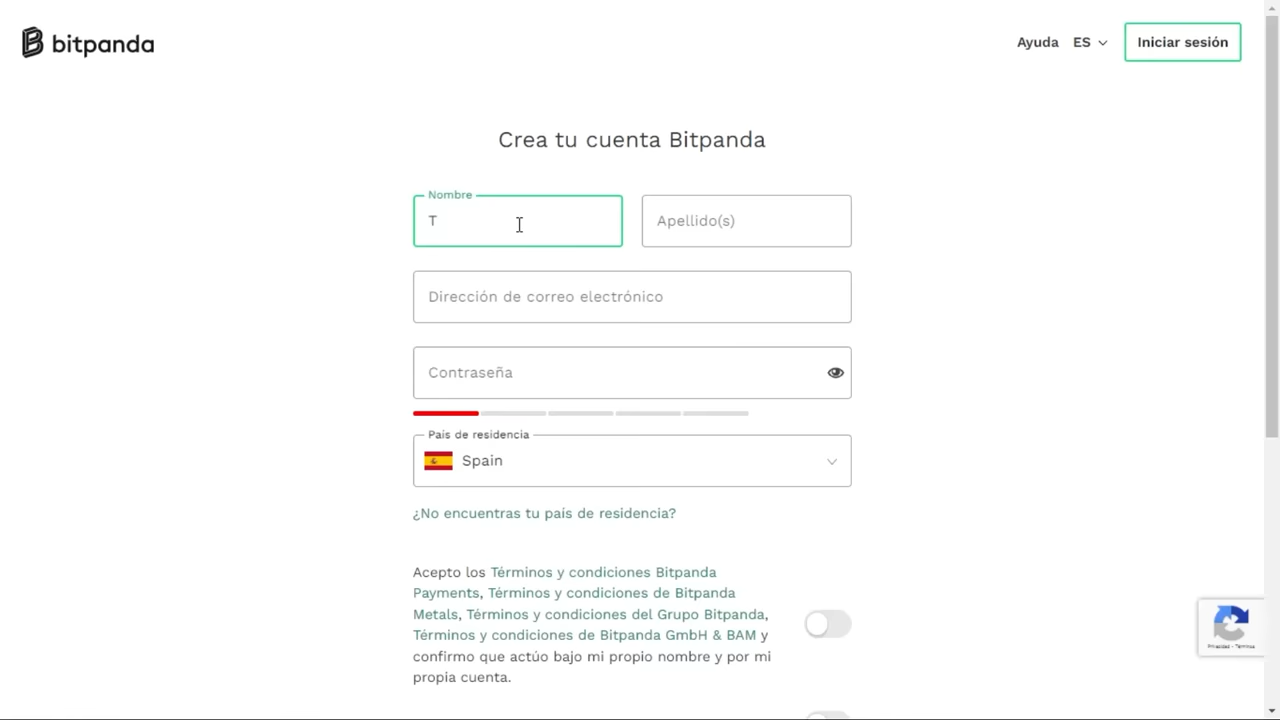 bitpanda
Ayuda
ES
Iniciar sesión
Crea tu cuenta Bitpanda
Nombre
T
Apellido(s)
Dirección de correo electrónico
Contraseña
País de residencia
Spain
¿No encuentras tu país de residencia?
Acepto los Términos y condiciones Bitpanda
Payments, Términos y condiciones de Bitpanda
Metals, Términos y condiciones del Grupo Bitpanda,
Términos y condiciones de Bitpanda GmbH & BAM y
confirmo que actúo bajo mi propio nombre y por mi
propia cuenta.
Privacidad - Términos